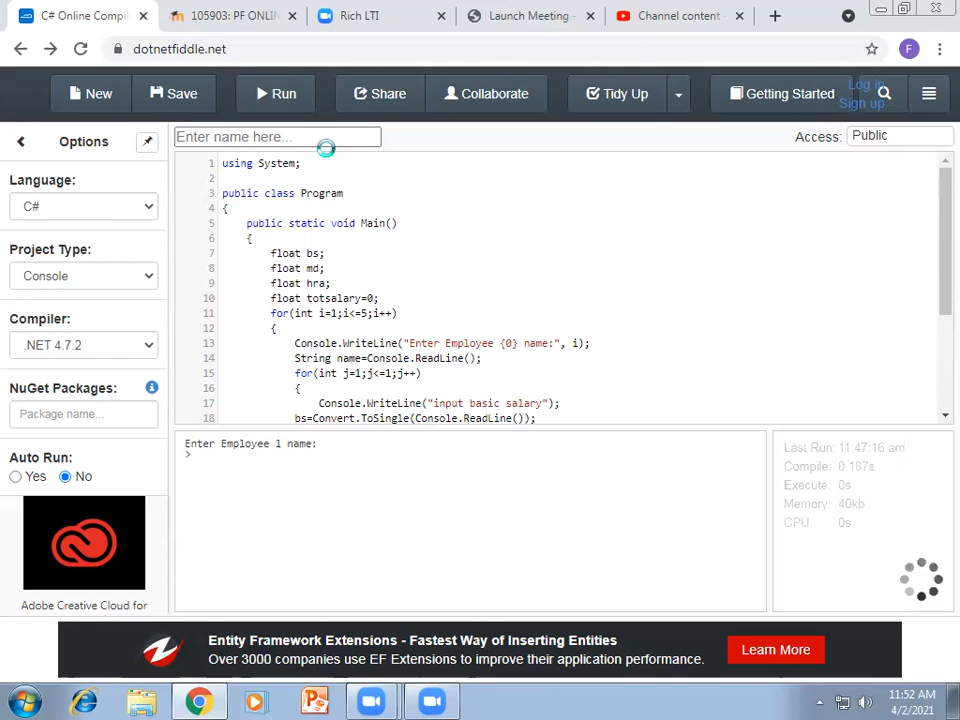 C# Online Compil
105903: PF ONLI
Rich LTI
Launch Meeting -
Channel content -
dotnetfiddle.net
F
New
Save
Run
Share
Collaborate
Tidy Up
Getting Started
Log in
Sign up
Options
Enter name here...
Access:
Public
Language:
C#
Project Type:
Console
Compiler:
.NET 4.7.2
NuGet Packages:
Package name...
Auto Run:
Yes
No
1 using System;
2
3 public class Program
4 {
5 public static void Main()
6 {
7 float bs;
8 float md;
9 float hra;
10 float totsalary=0;
11 for(int i=1;i<=5;i++)
12 {
13 Console.WriteLine("Enter Employee {0} name:", i);
14 String name=Console.ReadLine();
15 for(int j=1;j<=1;j++)
16 {
17 Console.WriteLine("input basic salary");
18 bs=Convert.ToSingle(Console.ReadLine());
Enter Employee 1 name:
>
Last Run: 11:47:16 am
Compile: 0.187s
Execute: 0s
Memory: 40kb
CPU: 0s
Adobe Creative Cloud for
Entity Framework Extensions - Fastest Way of Inserting Entities
Over 3000 companies use EF Extensions to improve their application performance.
Learn More
11:52 AM
4/2/2021